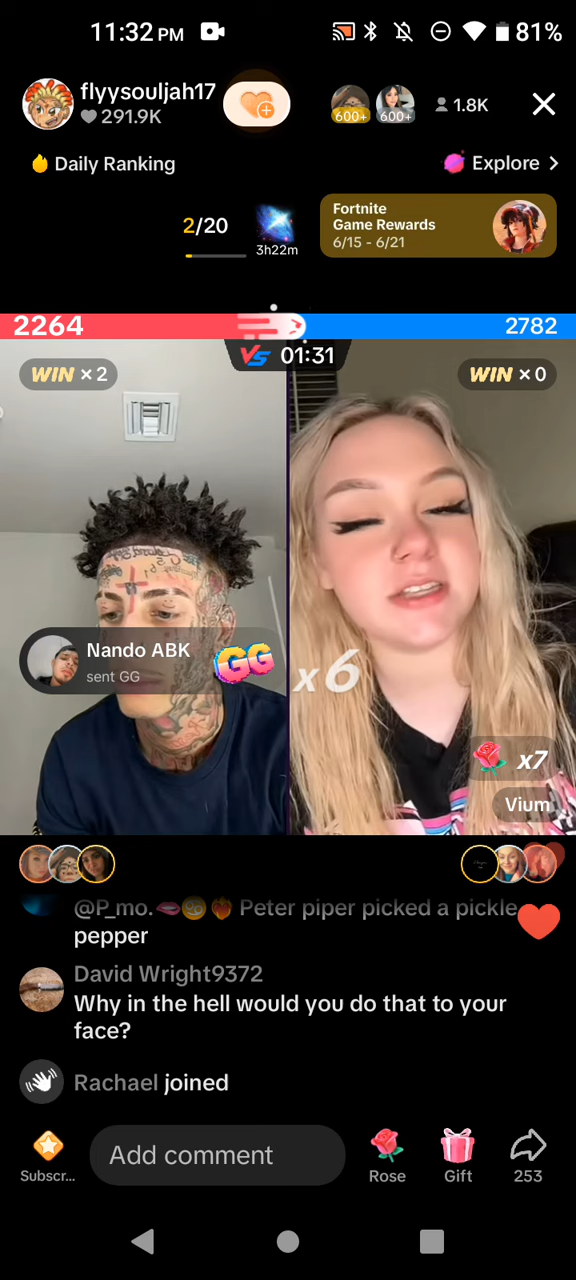 11:32 PM
81%
flyysouljah17
291.9K
600+
600+
1.8K
Daily Ranking
Explore
2/20
3h22m
Fortnite
Game Rewards
6/15 - 6/21
2264
2782
VS 01:31
WIN × 2
WIN × 0
Nando ABK
sent GG
GG
x6
x7
Vium
@P_mo. Peter piper picked a pickle
pepper
David Wright9372
Why in the hell would you do that to your
face?
Rachael joined
Subscr...
Add comment
Rose
Gift
253